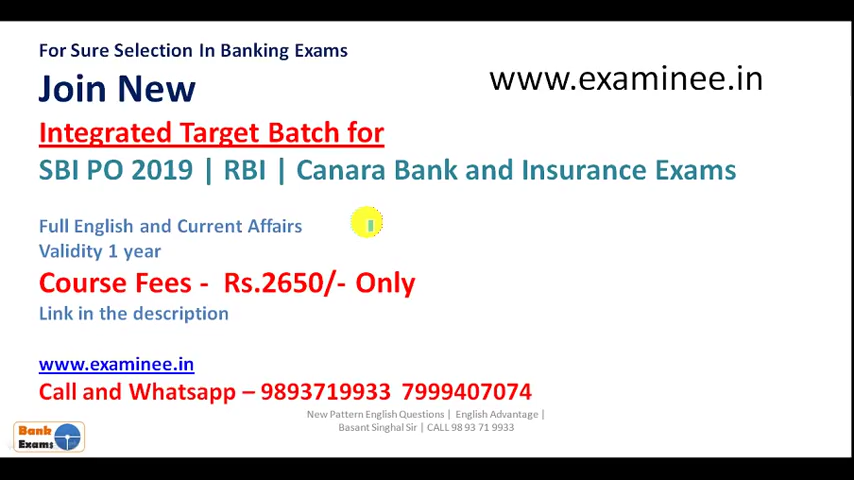 For Sure Selection In Banking Exams
Join New
www.examinee.in
Integrated Target Batch for
SBI PO 2019 | RBI | Canara Bank and Insurance Exams
Full English and Current Affairs
Validity 1 year
Course Fees - Rs.2650/- Only
Link in the description
www.examinee.in
Call and Whatsapp – 9893719933 7999407074
New Pattern English Questions | English Advantage |
Basant Singhal Sir | CALL 98 93 71 9933
Bank
Exams